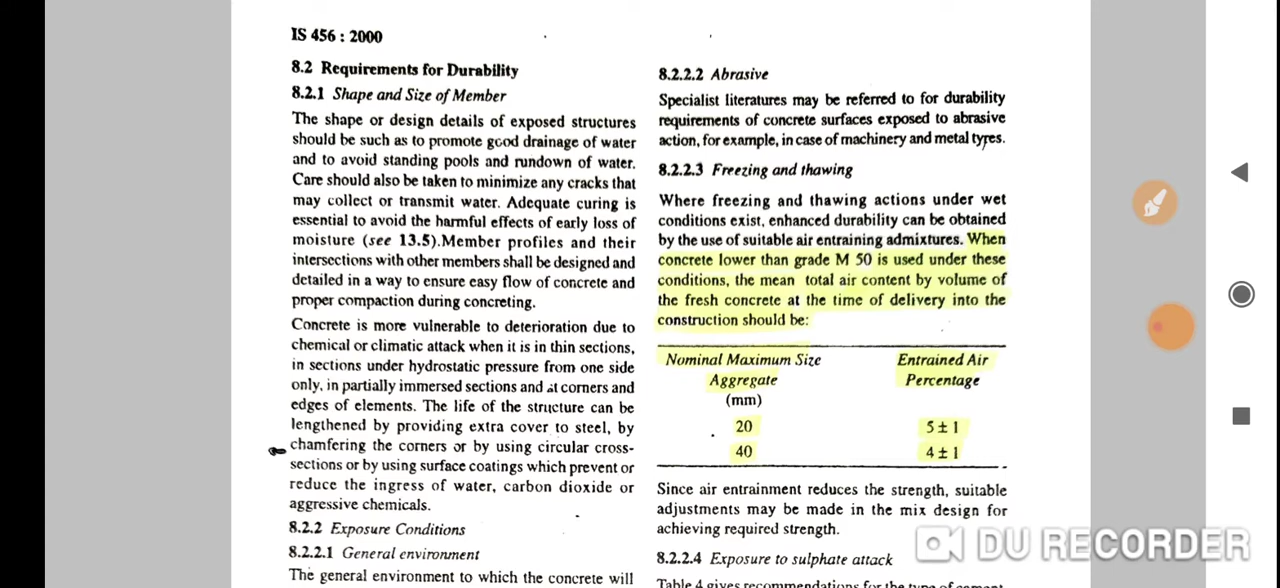 IS 456 : 2000
8.2 Requirements for Durability
8.2.1 Shape and Size of Member
The shape or design details of exposed structures
should be such as to promote good drainage of water
and to avoid standing pools and rundown of water.
Care should also be taken to minimize any cracks that
may collect or transmit water. Adequate curing is
essential to avoid the harmful effects of early loss of
moisture (see 13.5).Member profiles and their
intersections with other members shall be designed and
detailed in a way to ensure easy flow of concrete and
proper compaction during concreting.
Concrete is more vulnerable to deterioration due to
chemical or climatic attack when it is in thin sections,
in sections under hydrostatic pressure from one side
only, in partially immersed sections and at corners and
edges of elements. The life of the structure can be
lengthened by providing extra cover to steel, by
chamfering the corners or by using circular cross-
sections or by using surface coatings which prevent or
reduce the ingress of water, carbon dioxide or
aggressive chemicals.
8.2.2 Exposure Conditions
8.2.2.1 General environment
The general environment to which the concrete will
8.2.2.2 Abrasive
Specialist literatures may be referred to for durability
requirements of concrete surfaces exposed to abrasive
action, for example, in case of machinery and metal tyres.
8.2.2.3 Freezing and thawing
Where freezing and thawing actions under wet
conditions exist, enhanced durability can be obtained
by the use of suitable air entraining admixtures. When
concrete lower than grade M 50 is used under these
conditions, the mean total air content by volume of
the fresh concrete at the time of delivery into the
construction should be:
Nominal Maximum Size Entrained Air
Aggregate Percentage
(mm)
20 5 ± 1
40 4 ± 1
Since air entrainment reduces the strength, suitable
adjustments may be made in the mix design for
achieving required strength.
8.2.2.4 Exposure to sulphate attack
Table 4 gives recommendations for the type of cement,
DU RECORDER